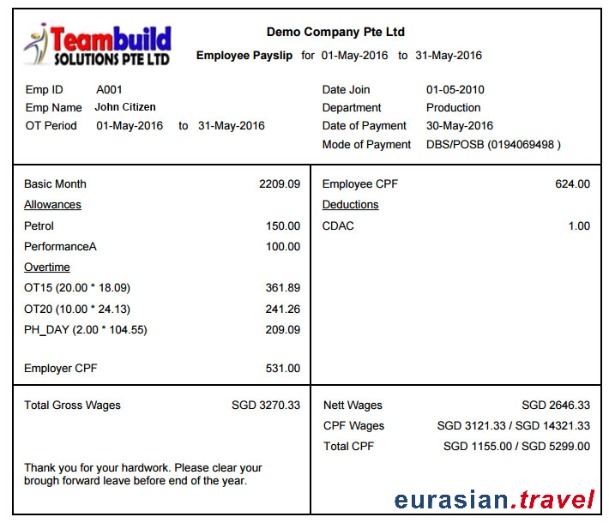 Teambuild
SOLUTIONS PTE LTD
Demo Company Pte Ltd
Employee Payslip for 01-May-2016 to 31-May-2016
Emp ID A001
Emp Name John Citizen
OT Period 01-May-2016 to 31-May-2016
Date Join 01-05-2010
Department Production
Date of Payment 30-May-2016
Mode of Payment DBS/POSB (0194069498 )
Basic Month 2209.09
Allowances
Petrol 150.00
PerformanceA 100.00
Overtime
OT15 (20.00 * 18.09) 361.89
OT20 (10.00 * 24.13) 241.26
PH_DAY (2.00 * 104.55) 209.09
Employer CPF 531.00
Employee CPF 624.00
Deductions
CDAC 1.00
Total Gross Wages SGD 3270.33
Thank you for your hardwork. Please clear your
brough forward leave before end of the year.
Nett Wages SGD 2646.33
CPF Wages SGD 3121.33 / SGD 14321.33
Total CPF SGD 1155.00 / SGD 5299.00
eurasian.travel